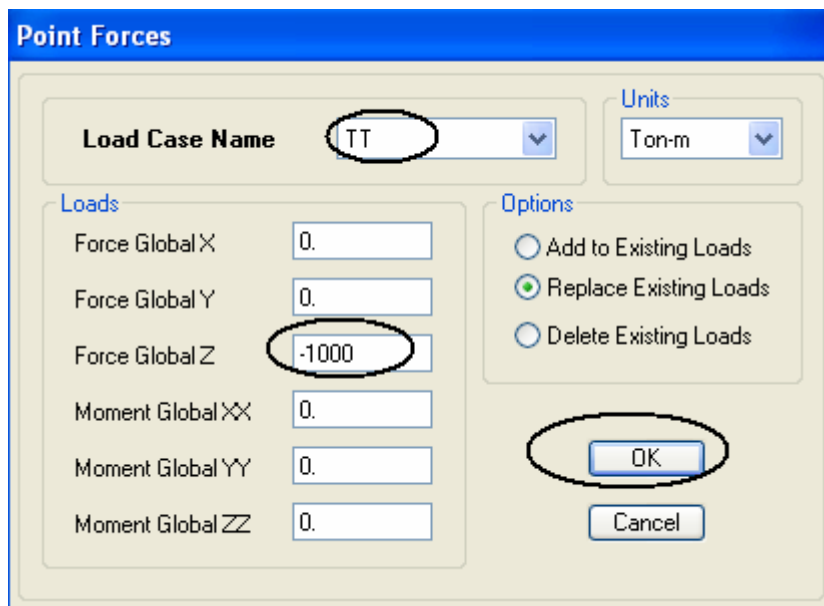 Point Forces
Units
Load Case Name TT Ton-m
Loads
Force Global X 0.
Force Global Y 0.
Force Global Z -1000
Moment Global XX 0.
Moment Global YY 0.
Moment Global ZZ 0.
Options
Add to Existing Loads
Replace Existing Loads
Delete Existing Loads
OK
Cancel